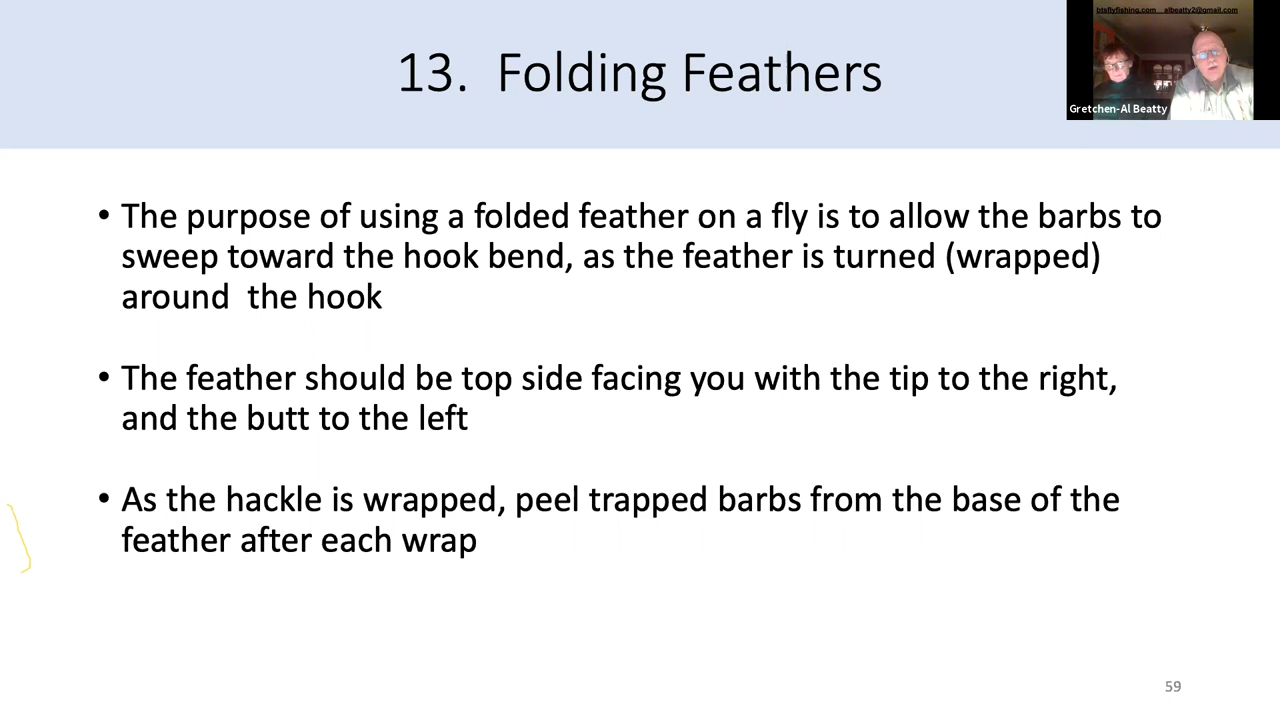 btsflyfishing.com albeatty2@gmail.com
13. Folding Feathers
Gretchen-Al Beatty
• The purpose of using a folded feather on a fly is to allow the barbs to
sweep toward the hook bend, as the feather is turned (wrapped)
around the hook
• The feather should be top side facing you with the tip to the right,
and the butt to the left
• As the hackle is wrapped, peel trapped barbs from the base of the
feather after each wrap
59